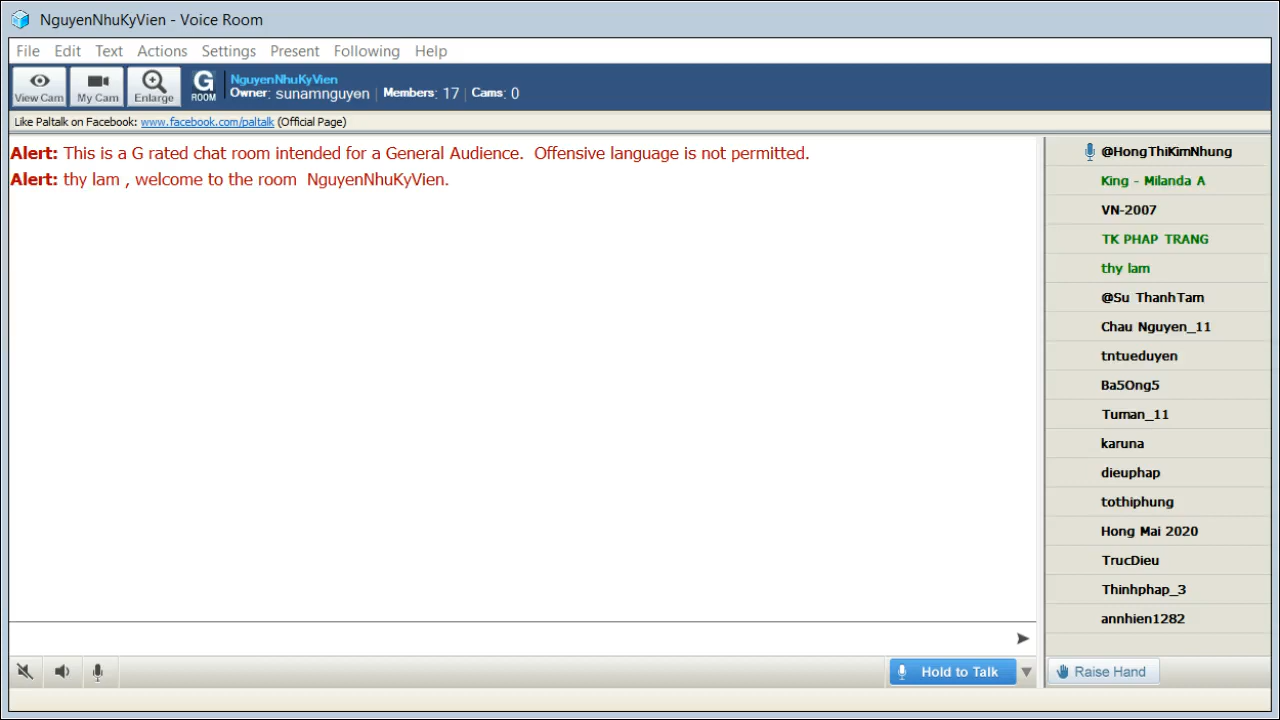 NguyenNhuKyVien - Voice Room
File Edit Text Actions Settings Present Following Help
View Cam My Cam Enlarge G ROOM NguyenNhuKyVien
Owner: sunamnguyen | Members: 17 | Cams: 0
Like Paltalk on Facebook: www.facebook.com/paltalk (Official Page)
Alert: This is a G rated chat room intended for a General Audience.  Offensive language is not permitted.
Alert: thy lam , welcome to the room  NguyenNhuKyVien.
@HongThiKimNhung
King - Milanda A
VN-2007
TK PHAP TRANG
thy lam
@Su ThanhTam
Chau Nguyen_11
tntueduyen
Ba5Ong5
Tuman_11
karuna
dieuphap
tothiphung
Hong Mai 2020
TrucDieu
Thinhphap_3
annhien1282
Hold to Talk
Raise Hand